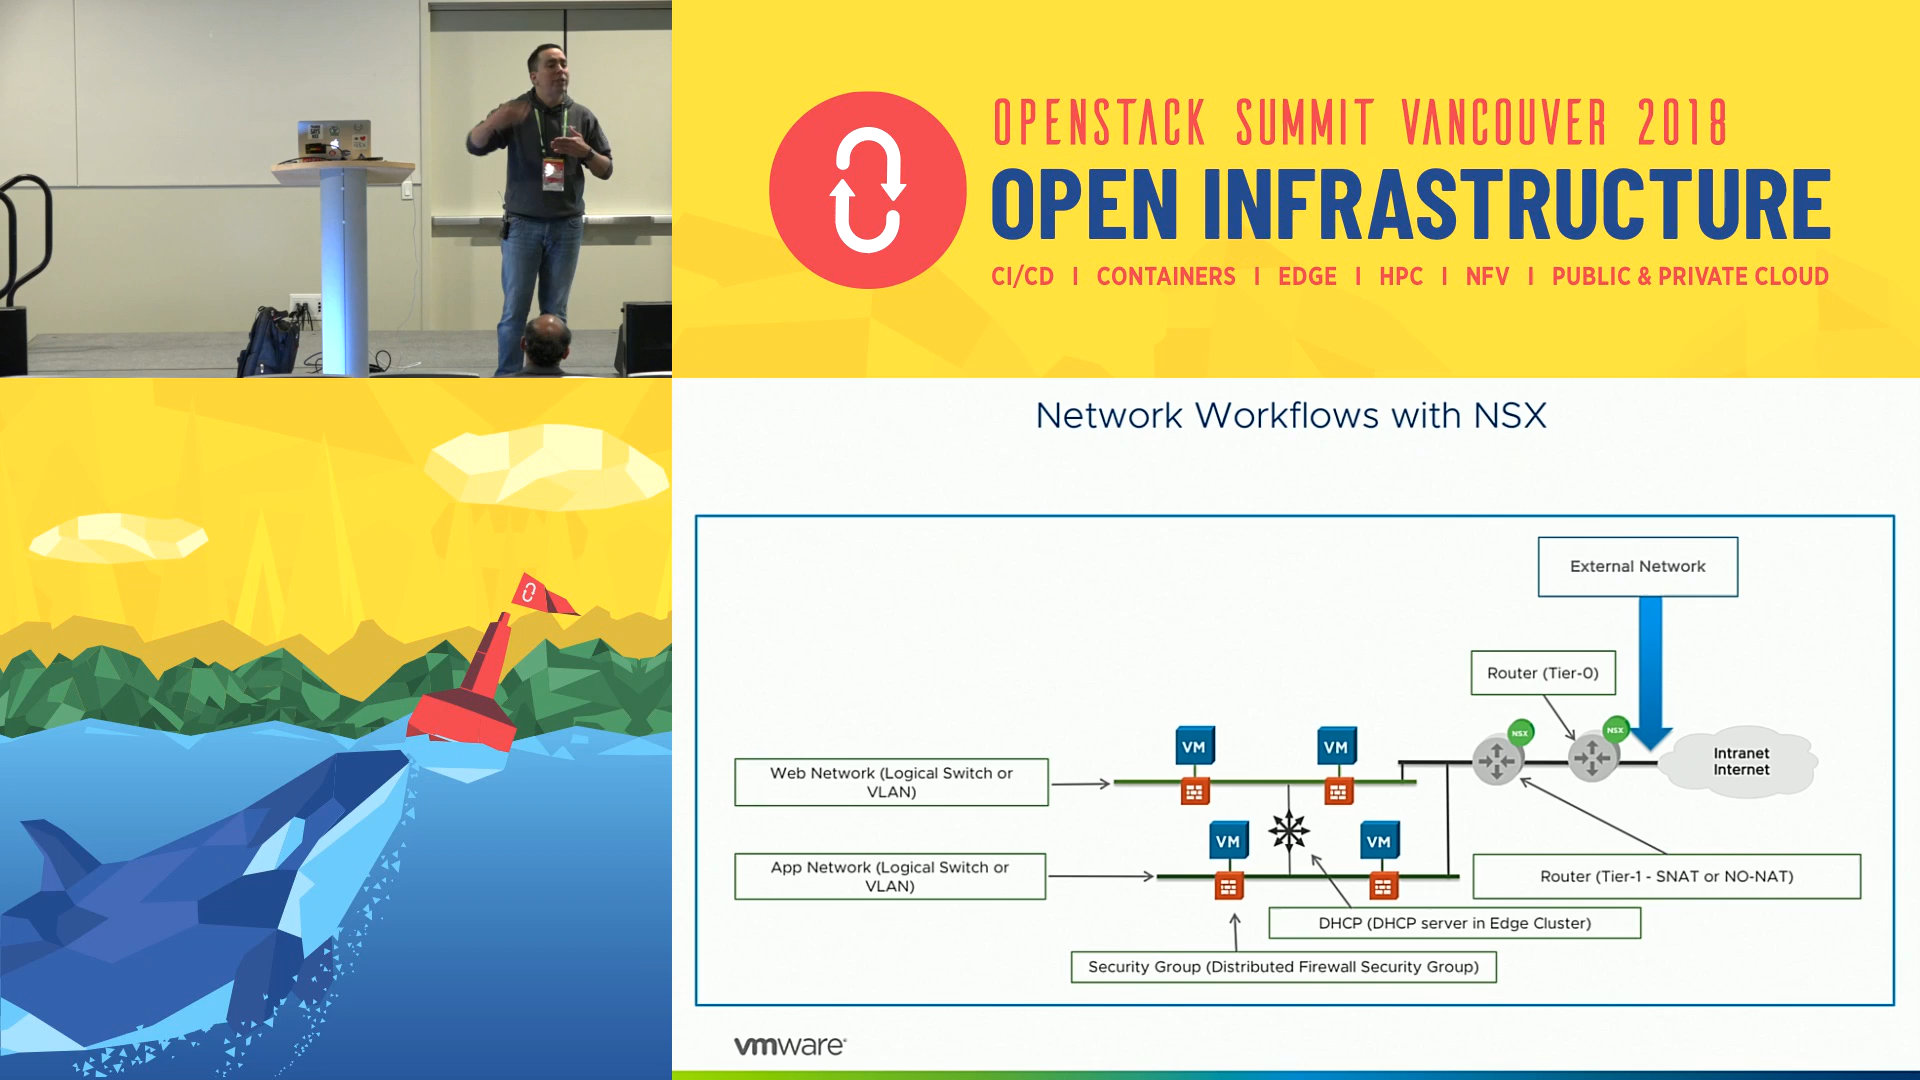 OPENSTACK SUMMIT VANCOUVER 2018
OPEN INFRASTRUCTURE
CI/CD | CONTAINERS | EDGE | HPC | NFV | PUBLIC & PRIVATE CLOUD
Network Workflows with NSX
External Network
Router (Tier-0)
NSX
NSX
VM
VM
Intranet
Internet
Web Network (Logical Switch or
VLAN)
VM
VM
App Network (Logical Switch or
VLAN)
Router (Tier-1 - SNAT or NO-NAT)
DHCP (DHCP server in Edge Cluster)
Security Group (Distributed Firewall Security Group)
vmware